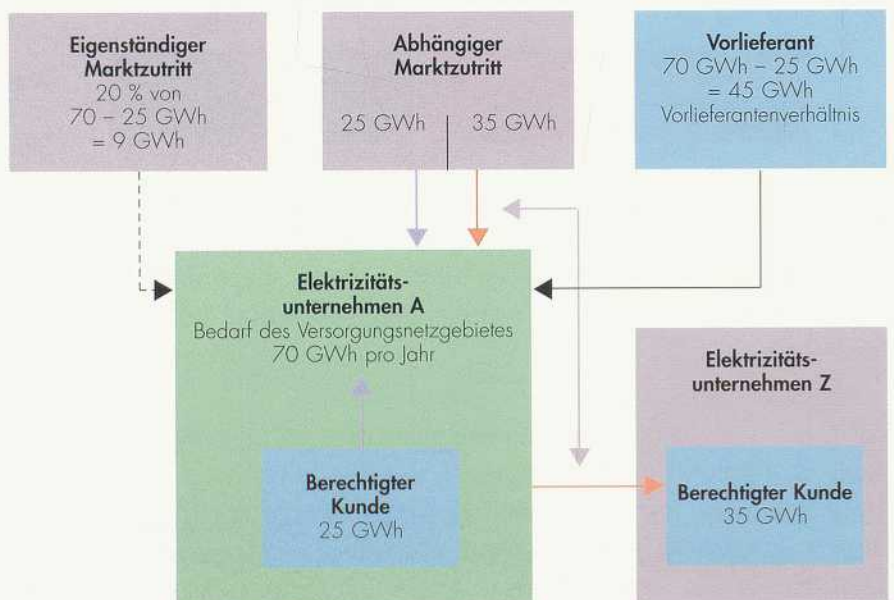 Eigenständiger
Marktzutritt
20 % von
70 – 25 GWh
= 9 GWh
Abhängiger
Marktzutritt
25 GWh
35 GWh
Vorlieferant
70 GWh – 25 GWh
= 45 GWh
Vorlieferantenverhältnis
Elektrizitäts-
unternehmen A
Bedarf des Versorgungsnetzgebietes
70 GWh pro Jahr
Berechtigter
Kunde
25 GWh
Elektrizitäts-
unternehmen Z
Berechtigter Kunde
35 GWh